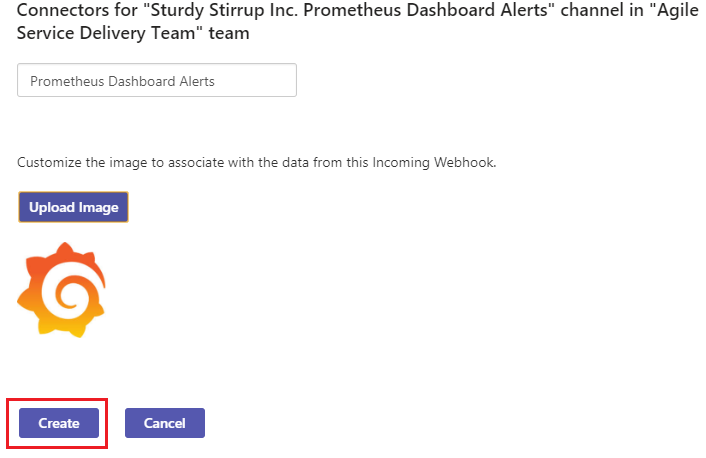 Connectors for "Sturdy Stirrup Inc. Prometheus Dashboard Alerts" channel in "Agile
Service Delivery Team" team
Prometheus Dashboard Alerts
Customize the image to associate with the data from this Incoming Webhook.
Upload Image
Create
Cancel